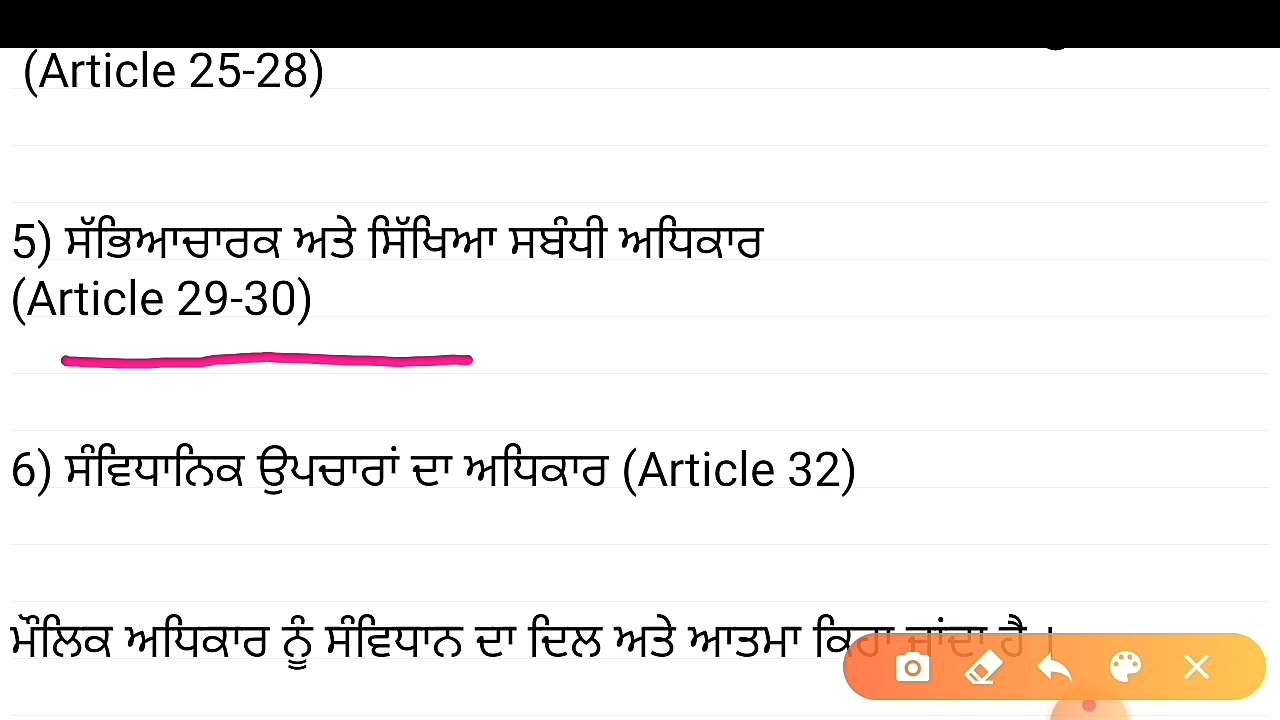 (Article 25-28)
5) ਸੱਭਿਆਚਾਰਕ ਅਤੇ ਸਿੱਖਿਆ ਸਬੰਧੀ ਅਧਿਕਾਰ
(Article 29-30)
6) ਸੰਵਿਧਾਨਿਕ ਉਪਚਾਰਾਂ ਦਾ ਅਧਿਕਾਰ (Article 32)
ਮੌਲਿਕ ਅਧਿਕਾਰ ਨੂੰ ਸੰਵਿਧਾਨ ਦਾ ਦਿਲ ਅਤੇ ਆਤਮਾ ਕਿਹਾ ਜਾਂਦਾ ਹੈ ।